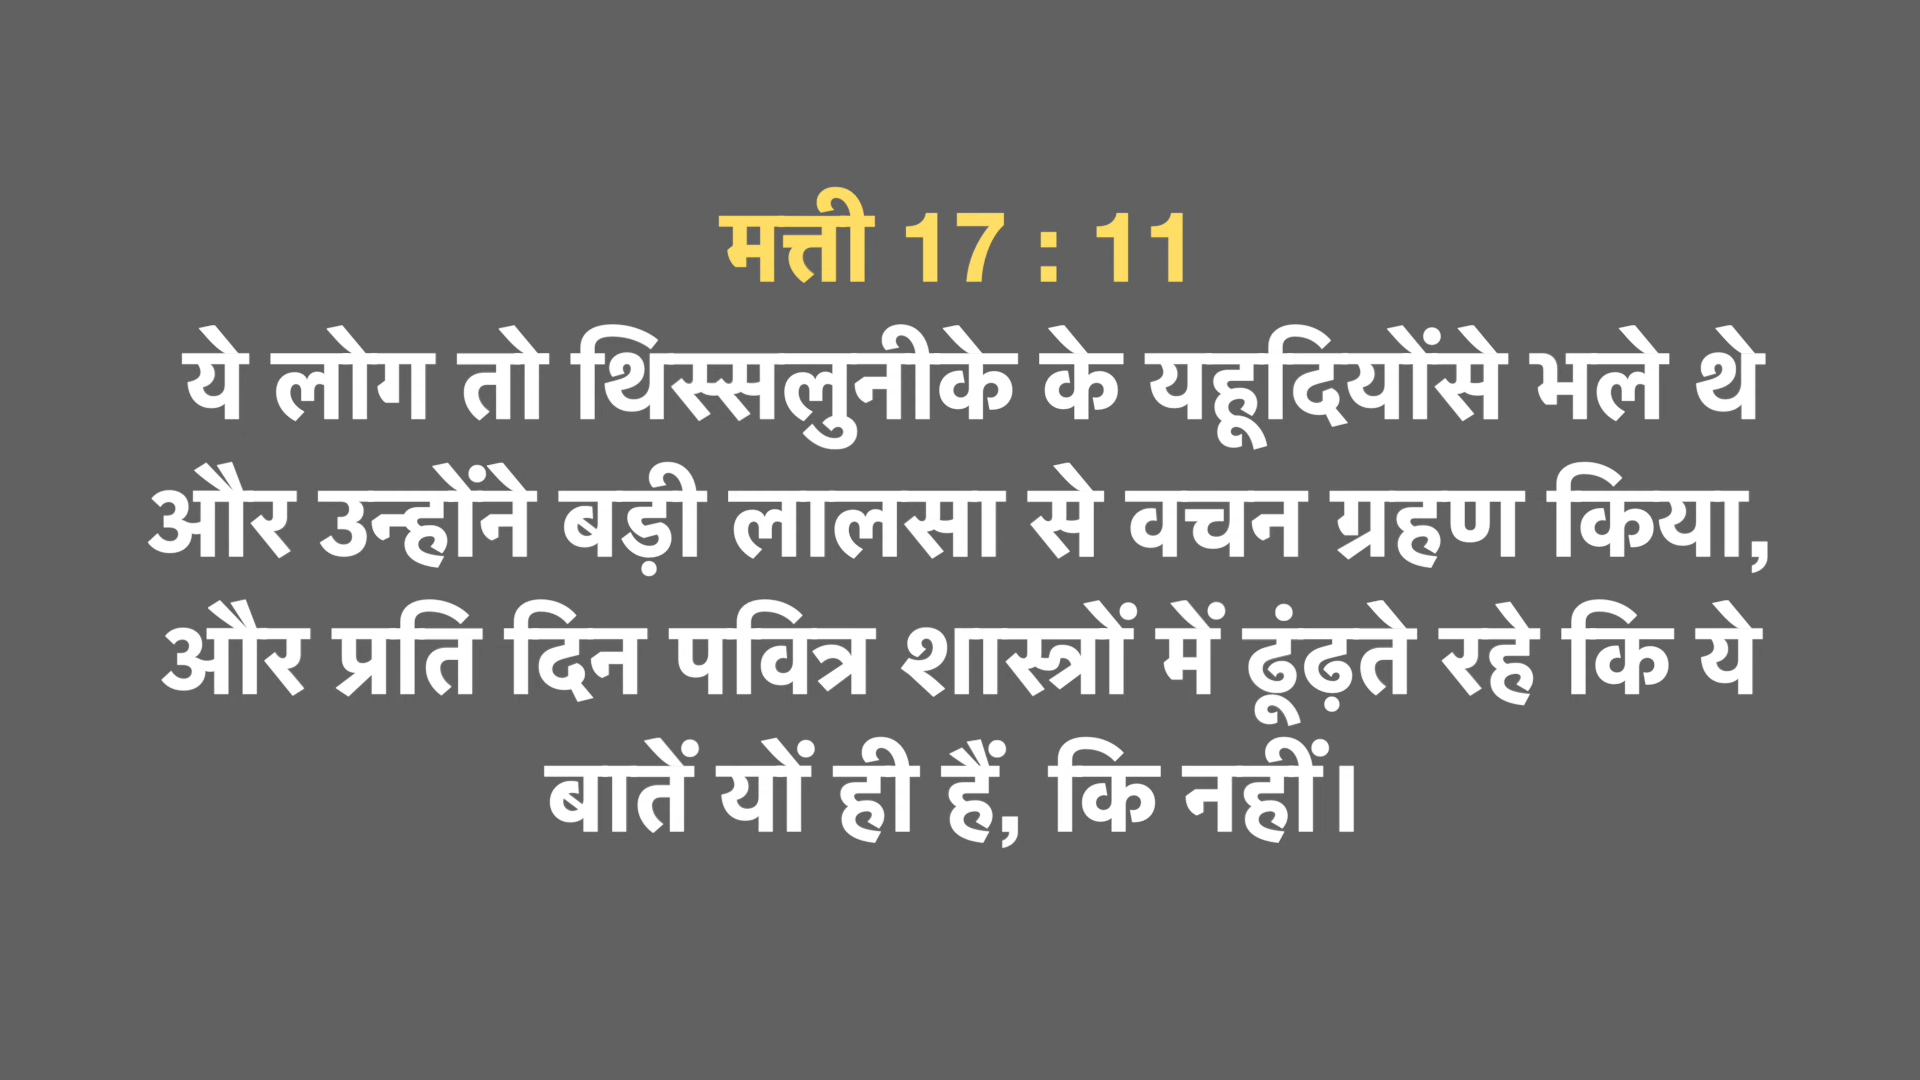 मत्ती 17 : 11
ये लोग तो थिस्सलुनीके के यहूदियोंसे भले थे
और उन्होंने बड़ी लालसा से वचन ग्रहण किया,
और प्रति दिन पवित्र शास्त्रों में ढूंढ़ते रहे कि ये
बातें यों ही हैं, कि नहीं।